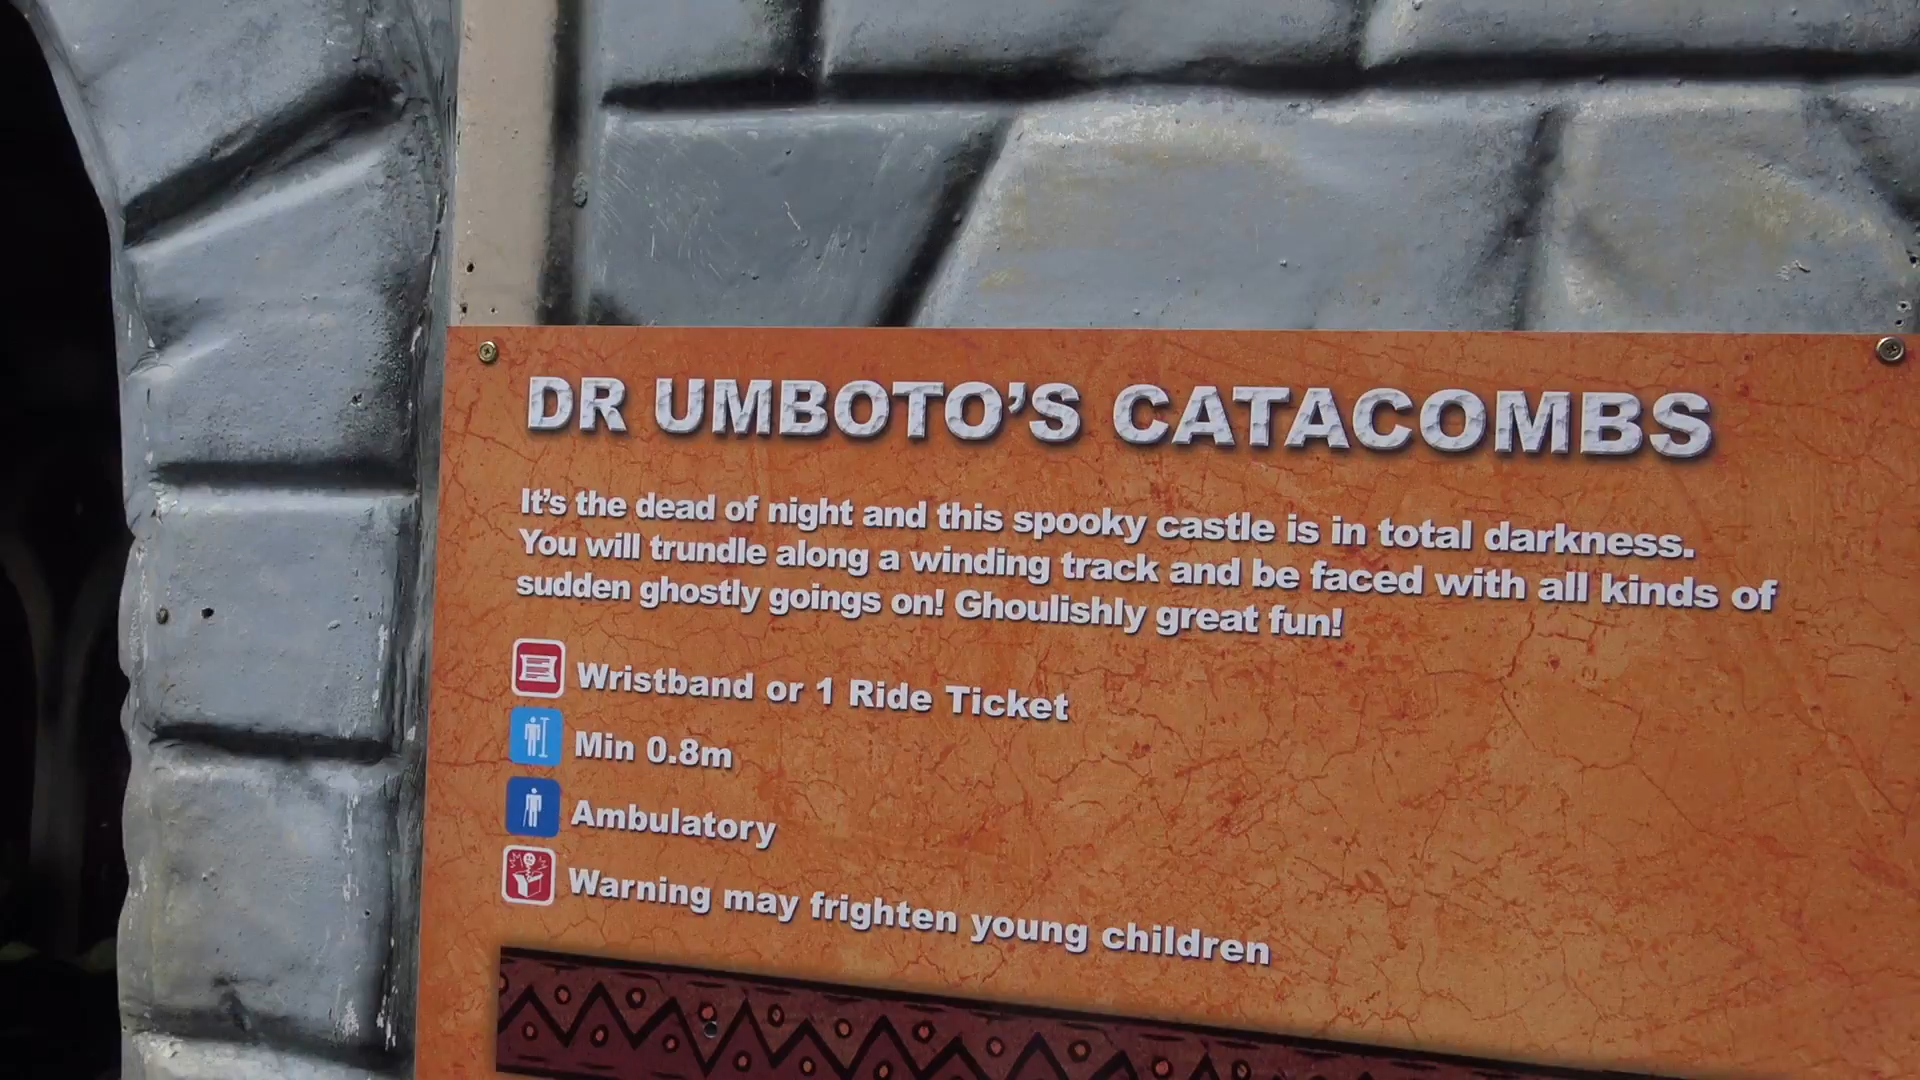 DR UMBOTO'S CATACOMBS
It's the dead of night and this spooky castle is in total darkness.
You will trundle along a winding track and be faced with all kinds of
sudden ghostly goings on! Ghoulishly great fun!
Wristband or 1 Ride Ticket
Min 0.8m
Ambulatory
Warning may frighten young children